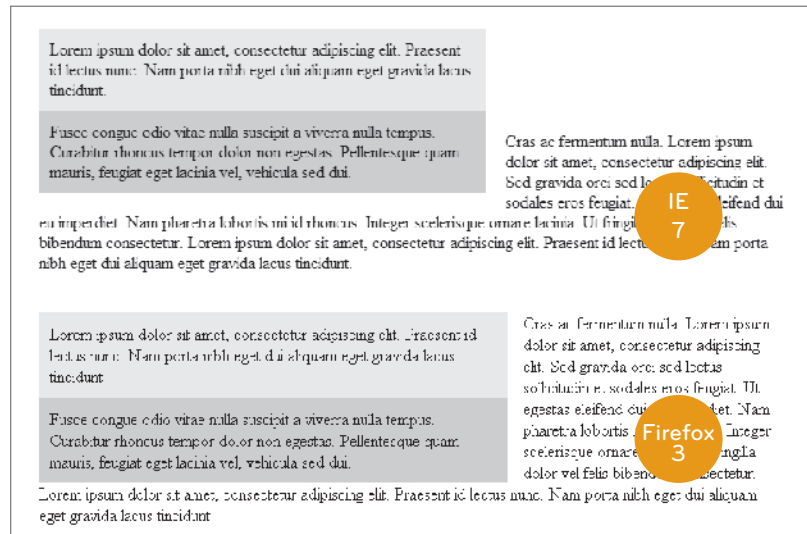 Lorem ipsum dolor sit amet, consectetur adipiscing elit. Praesent
id lectus nunc. Nam porta nibh eget dui aliquam eget gravida lacus
tincidunt.
Fusce congue odio vitae nulla suscipit a viverra nulla tempus.
Curabitur rhoncus tempor dolor non egestas. Pellentesque quam
mauris, feugiat eget lacinia vel, vehicula sed dui.
Cras ac fermentum nulla. Lorem ipsum
dolor sit amet, consectetur adipiscing elit.
Sed gravida orci sed et
sodales eros feugiat. dui
eu imperdiet. Nam pharetra lobortis mi id rhoncus. Integer scelerisque ornare lacinia. Ut
bibendum consectetur. Lorem ipsum dolor sit amet, consectetur adipiscing elit. Praesent id porta
nibh eget dui aliquam eget gravida lacus tincidunt.
IE
7
Lorem ipsum dolor sit amet, consectetur adipiscing elit. Praesent id
lectus nunc. Nam porta nibh eget dui aliquam eget gravida lacus
tincidunt
Fusce congue odio vitae nulla suscipit a viverra nulla tempus.
Curabitur rhoncus tempor dolor non egestas. Pellentesque quam
mauris, feugiat eget lacinia vel, vehicula sed dui.
Cras ac fermentum nulla. Lorem ipsum
dolor sit amet, consectetur adipiscing
elit. Sed gravida orci sed lectus
sollicitudin et sodales eros feugiat. Ut
egestas eleifend dui Nam
pharetra lobortis Integer
scelerisque ornare
dolor vel felis
Firefox
3
Lorem ipsum dolor sit amet, consectetur adipiscing elit. Praesent id lectus nunc. Nam porta nibh eget dui aliquam
eget gravida lacus tincidunt